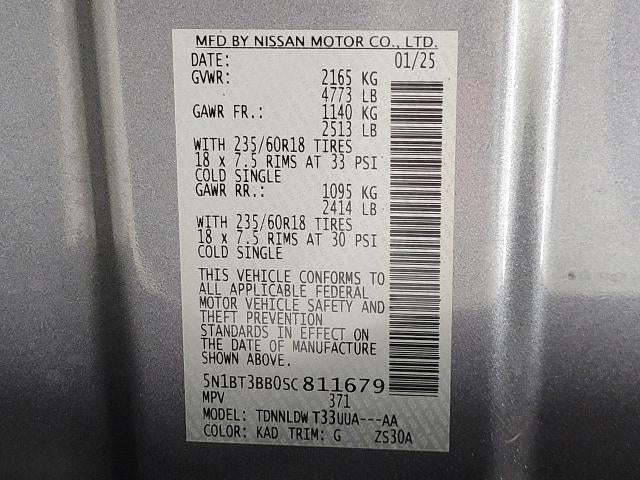 MFD BY NISSAN MOTOR CO., LTD.
DATE: 01/25
GVWR: 2165 KG
4773 LB
GAWR FR.: 1140 KG
2513 LB
WITH 235/60R18 TIRES
18 x 7.5 RIMS AT 33 PSI
COLD SINGLE
GAWR RR.: 1095 KG
2414 LB
WITH 235/60R18 TIRES
18 x 7.5 RIMS AT 30 PSI
COLD SINGLE
THIS VEHICLE CONFORMS TO
ALL APPLICABLE FEDERAL
MOTOR VEHICLE SAFETY AND
THEFT PREVENTION
STANDARDS IN EFFECT ON
THE DATE OF MANUFACTURE
SHOWN ABOVE.
5N1BT3BB0SC811679
MPV 371
MODEL: TDNNLDWT33UUA---AA
COLOR: KAD TRIM: G ZS30A